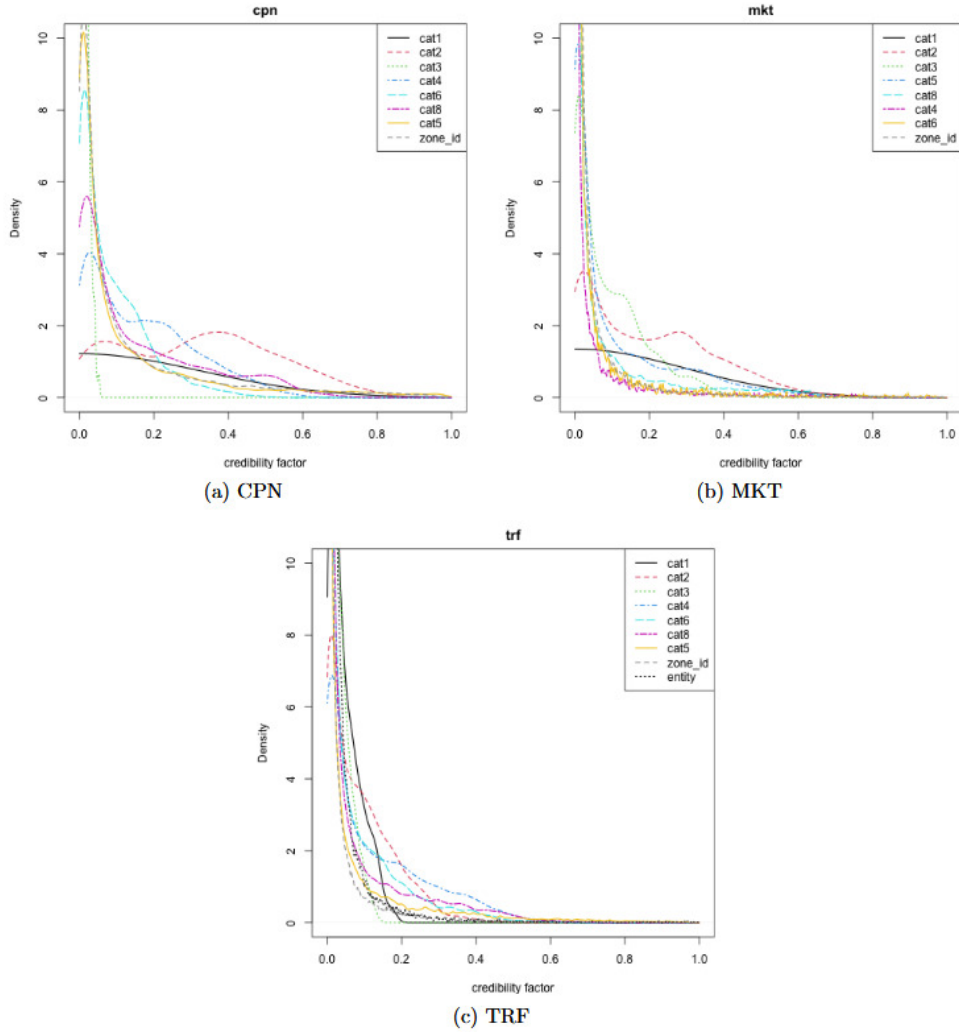 cpn
Density
10
8
6
4
2
0
cat1
cat2
cat3
cat4
cat6
cat8
cat5
zone_id
0.0 0.2 0.4 0.6 0.8 1.0
credibility factor
(a) CPN
mkt
Density
10
8
6
4
2
0
cat1
cat2
cat3
cat5
cat8
cat4
cat6
zone_id
0.0 0.2 0.4 0.6 0.8 1.0
credibility factor
(b) MKT
trf
Density
10
8
6
4
2
0
cat1
cat2
cat3
cat4
cat6
cat8
cat5
zone_id
entity
0.0 0.2 0.4 0.6 0.8 1.0
credibility factor
(c) TRF